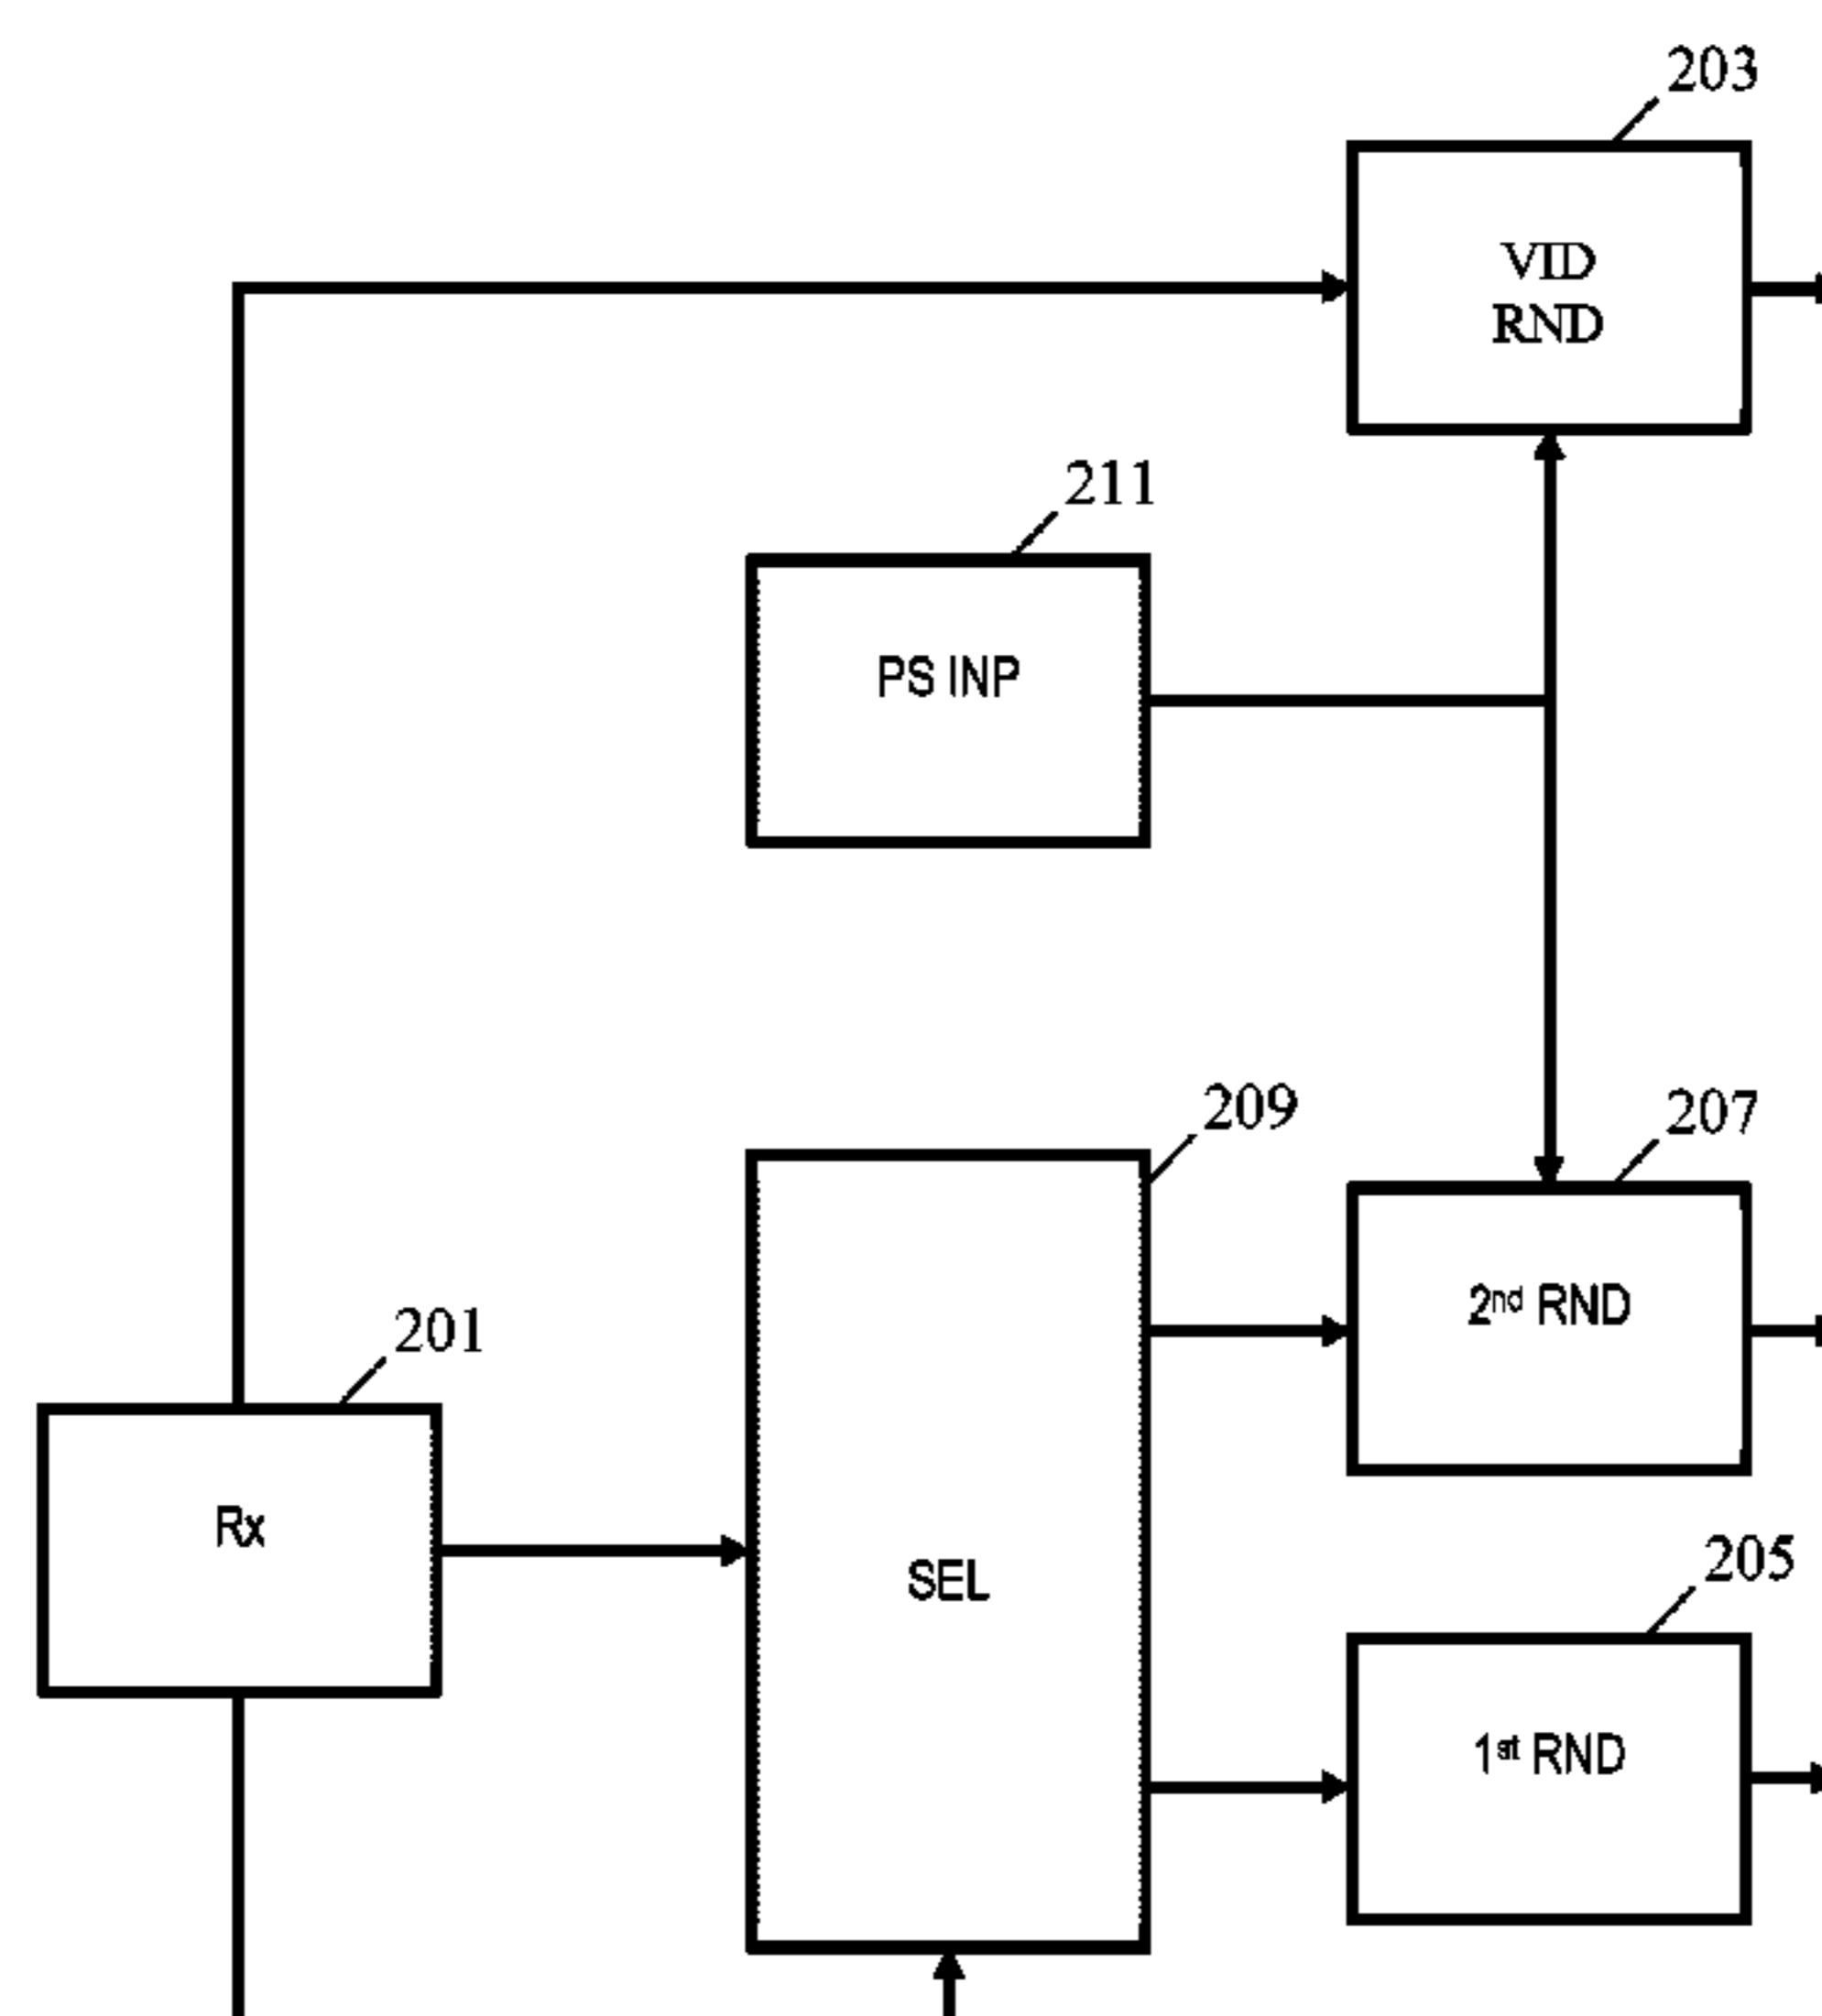 203
VID
RND
211
PS INP
209
207
2nd RND
201
Rx
SEL
205
1st RND